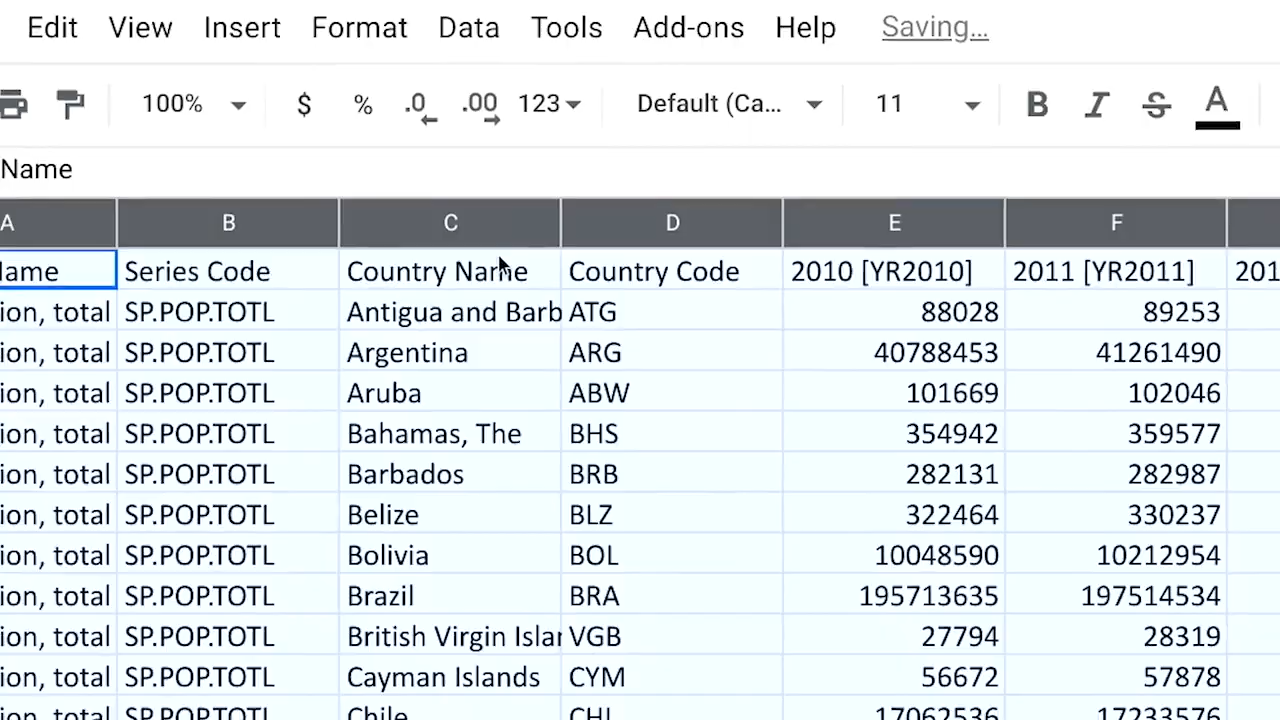 Edit View Insert Format Data Tools Add-ons Help Saving...
100% $ % .0 .00 123 Default (Ca... 11 B I S A
Name
A B C D E F
lame Series Code Country Name Country Code 2010 [YR2010] 2011 [YR2011] 201
ion, total SP.POP.TOTL Antigua and Barb ATG 88028 89253
ion, total SP.POP.TOTL Argentina ARG 40788453 41261490
ion, total SP.POP.TOTL Aruba ABW 101669 102046
ion, total SP.POP.TOTL Bahamas, The BHS 354942 359577
ion, total SP.POP.TOTL Barbados BRB 282131 282987
ion, total SP.POP.TOTL Belize BLZ 322464 330237
ion, total SP.POP.TOTL Bolivia BOL 10048590 10212954
ion, total SP.POP.TOTL Brazil BRA 195713635 197514534
ion, total SP.POP.TOTL British Virgin Islan VGB 27794 28319
ion, total SP.POP.TOTL Cayman Islands CYM 56672 57878
Chile CHL 17062536 17233576